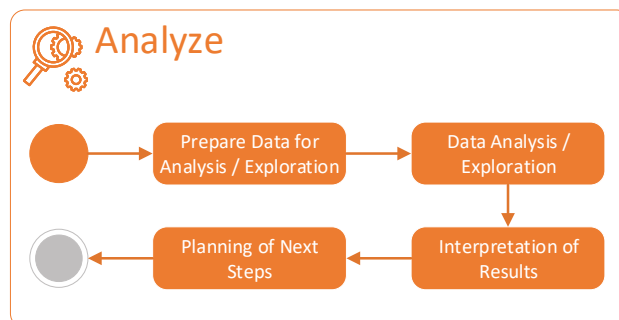 Analyze
Prepare Data for
Analysis / Exploration
Data Analysis /
Exploration
Planning of Next
Steps
Interpretation of
Results